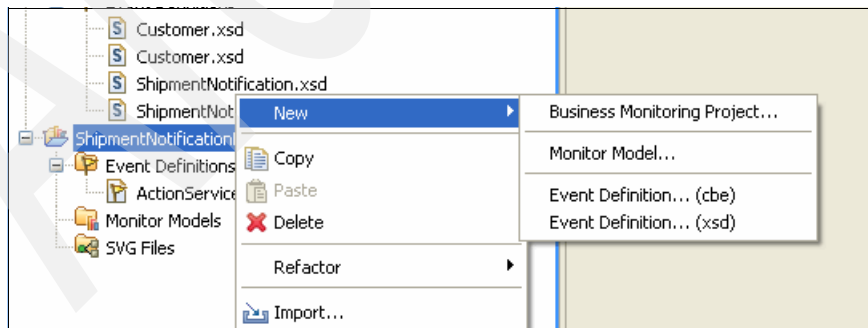 Customer.xsd
Customer.xsd
ShipmentNotification.xsd
ShipmentNot
New
Business Monitoring Project...
ShipmentNotification
Copy
Monitor Model...
Event Definitions
Paste
Event Definition... (cbe)
ActionService
Delete
Event Definition... (xsd)
Monitor Models
SVG Files
Refactor
Import...